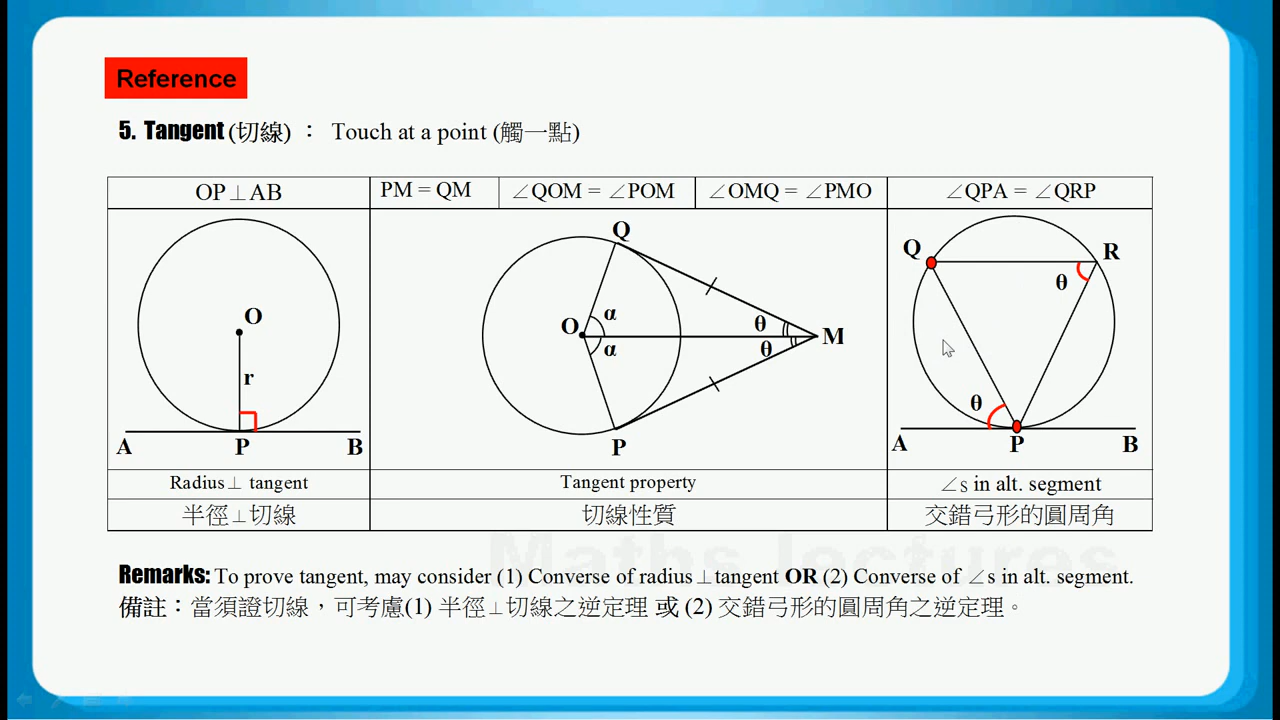 Reference
5. Tangent (切線) ： Touch at a point (觸一點)
OP⊥AB
PM = QM
∠QOM = ∠POM
∠OMQ = ∠PMO
∠QPA = ∠QRP
O
r
A
P
B
Q
O
α
α
θ
θ
M
P
Q
R
θ
θ
A
P
B
Radius⊥ tangent
Tangent property
∠s in alt. segment
半徑⊥切線
切線性質
交錯弓形的圓周角
Maths lectures
Remarks: To prove tangent, may consider (1) Converse of radius⊥tangent OR (2) Converse of ∠s in alt. segment.
備註：當須證切線，可考慮(1) 半徑⊥切線之逆定理 或 (2) 交錯弓形的圓周角之逆定理。